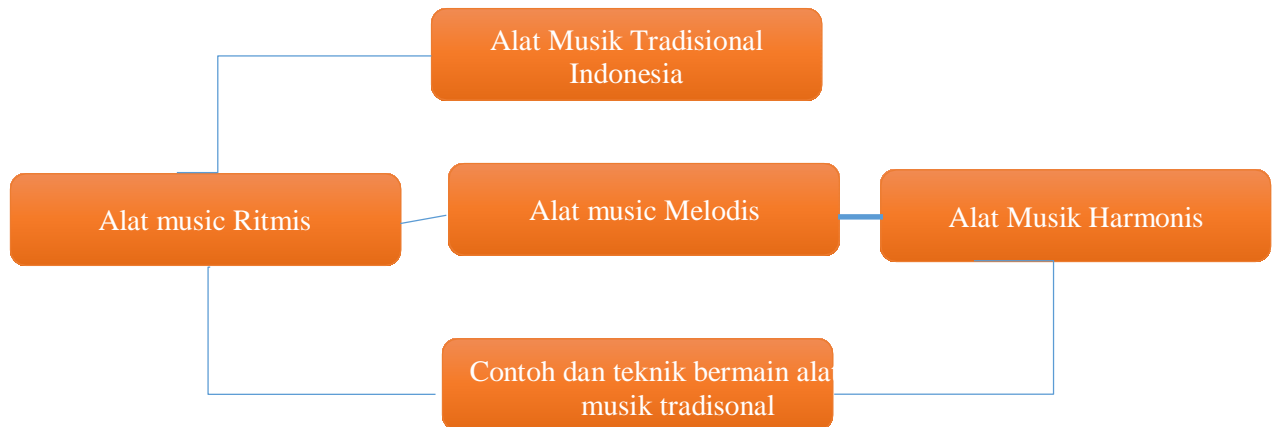 Alat Musik Tradisional
Indonesia
Alat music Ritmis
Alat music Melodis
Alat Musik Harmonis
Contoh dan teknik bermain alat
musik tradisonal